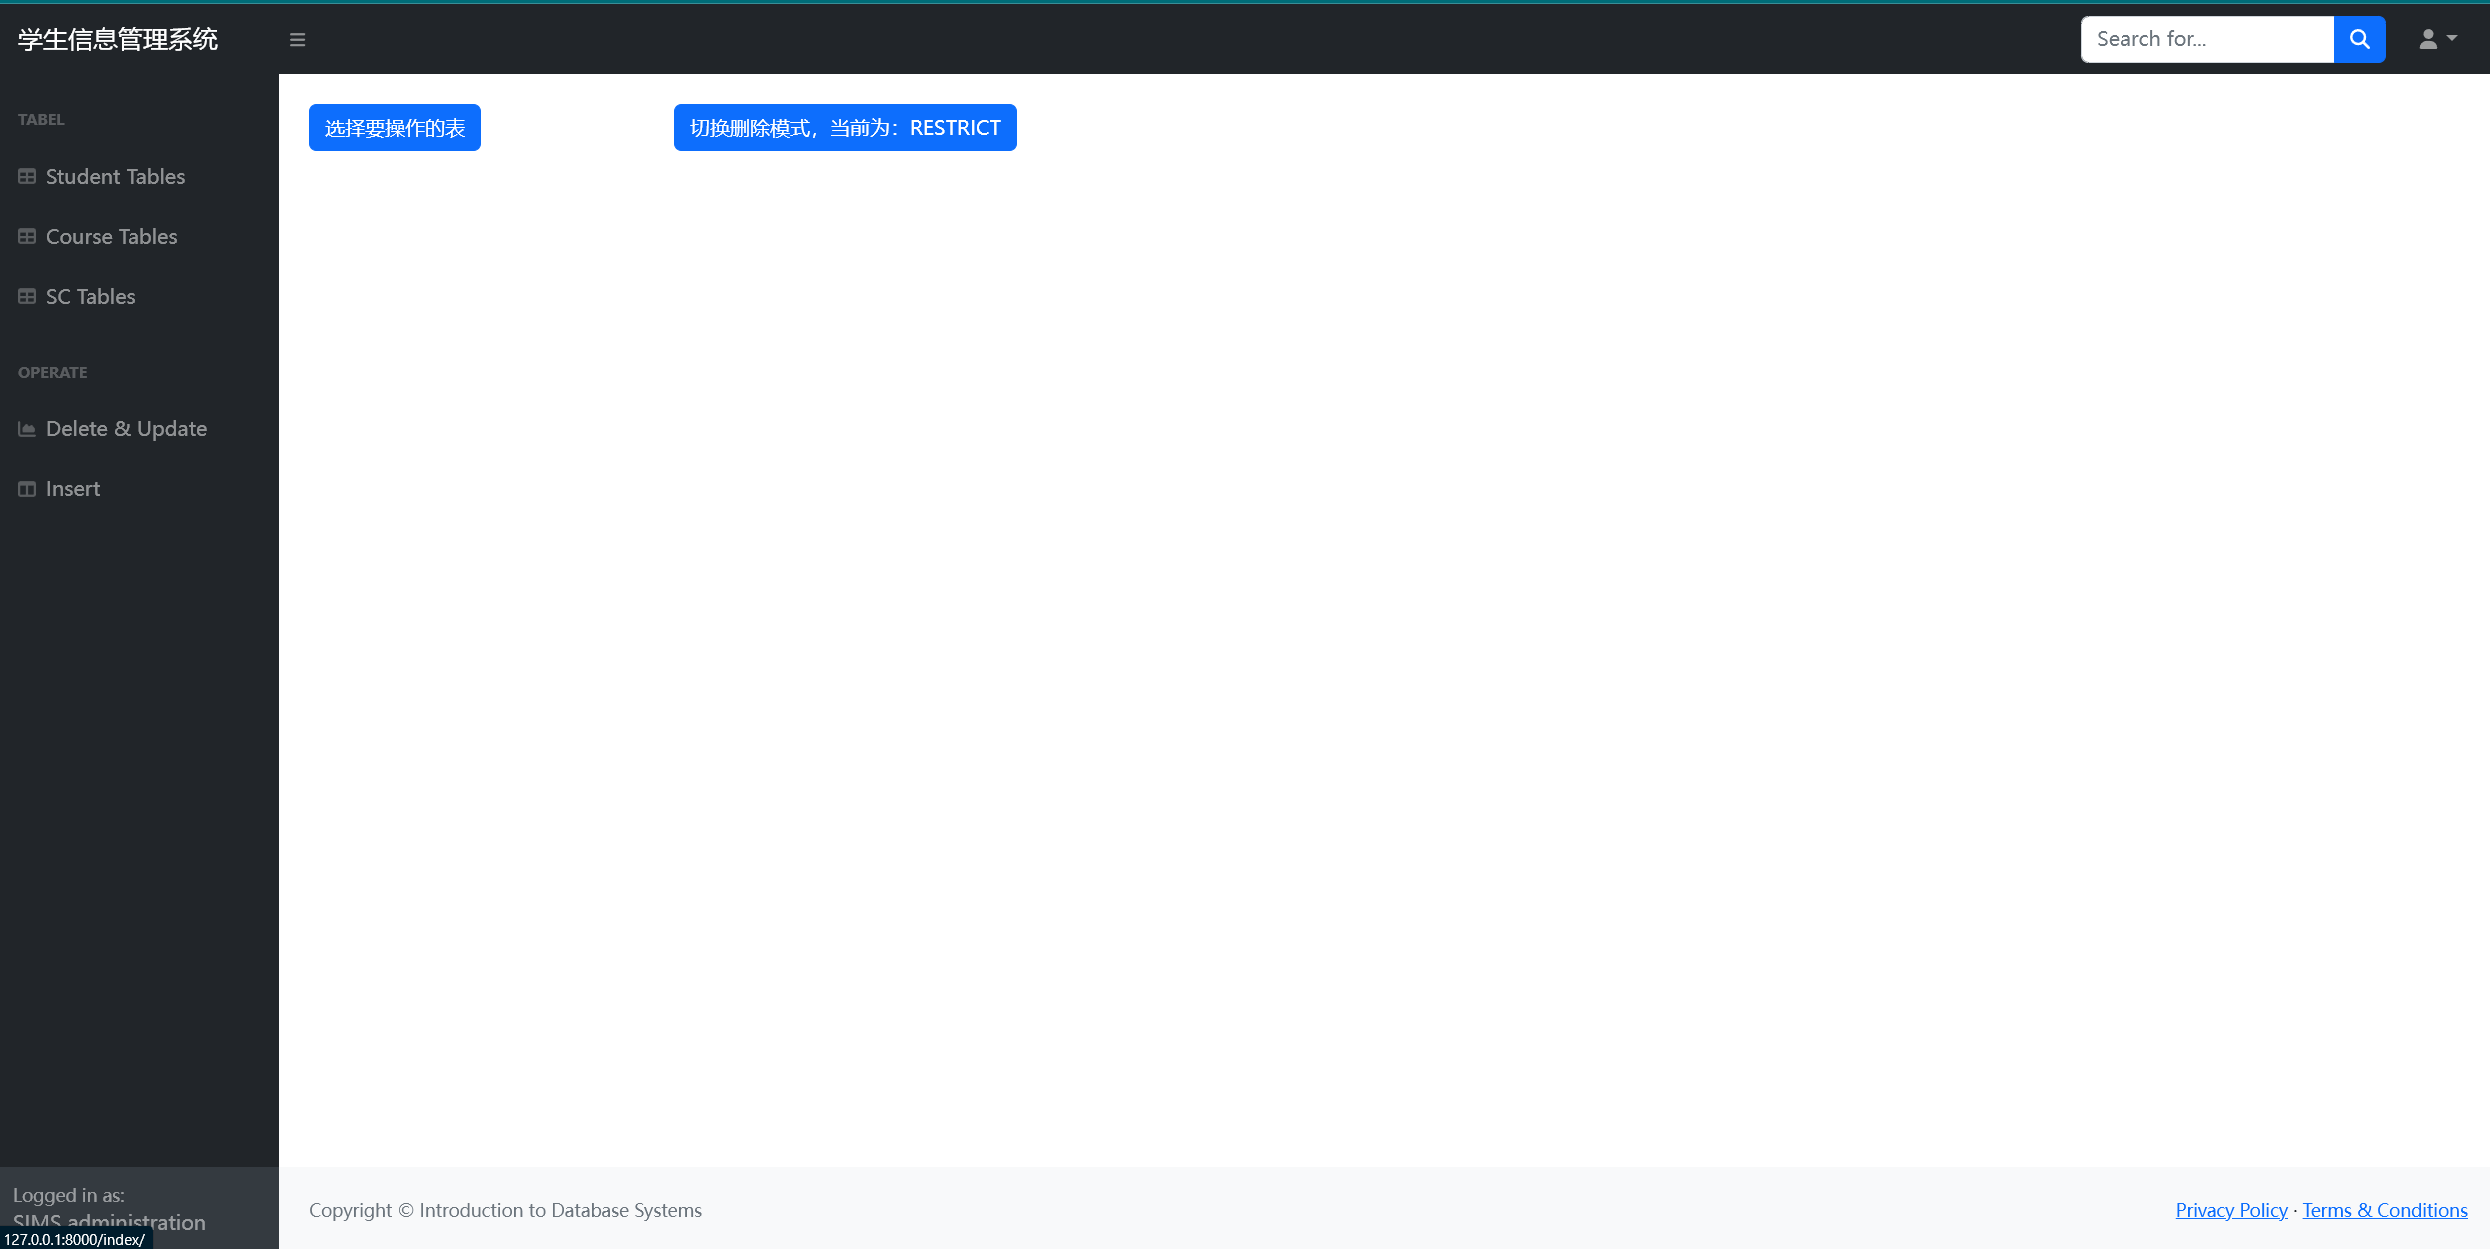 学生信息管理系统
Search for...
TABEL
Student Tables
Course Tables
SC Tables
OPERATE
Delete & Update
Insert
选择要操作的表
切换删除模式，当前为：RESTRICT
Logged in as:
SIMS administration
127.0.0.1:8000/index/
Copyright © Introduction to Database Systems
Privacy Policy · Terms & Conditions